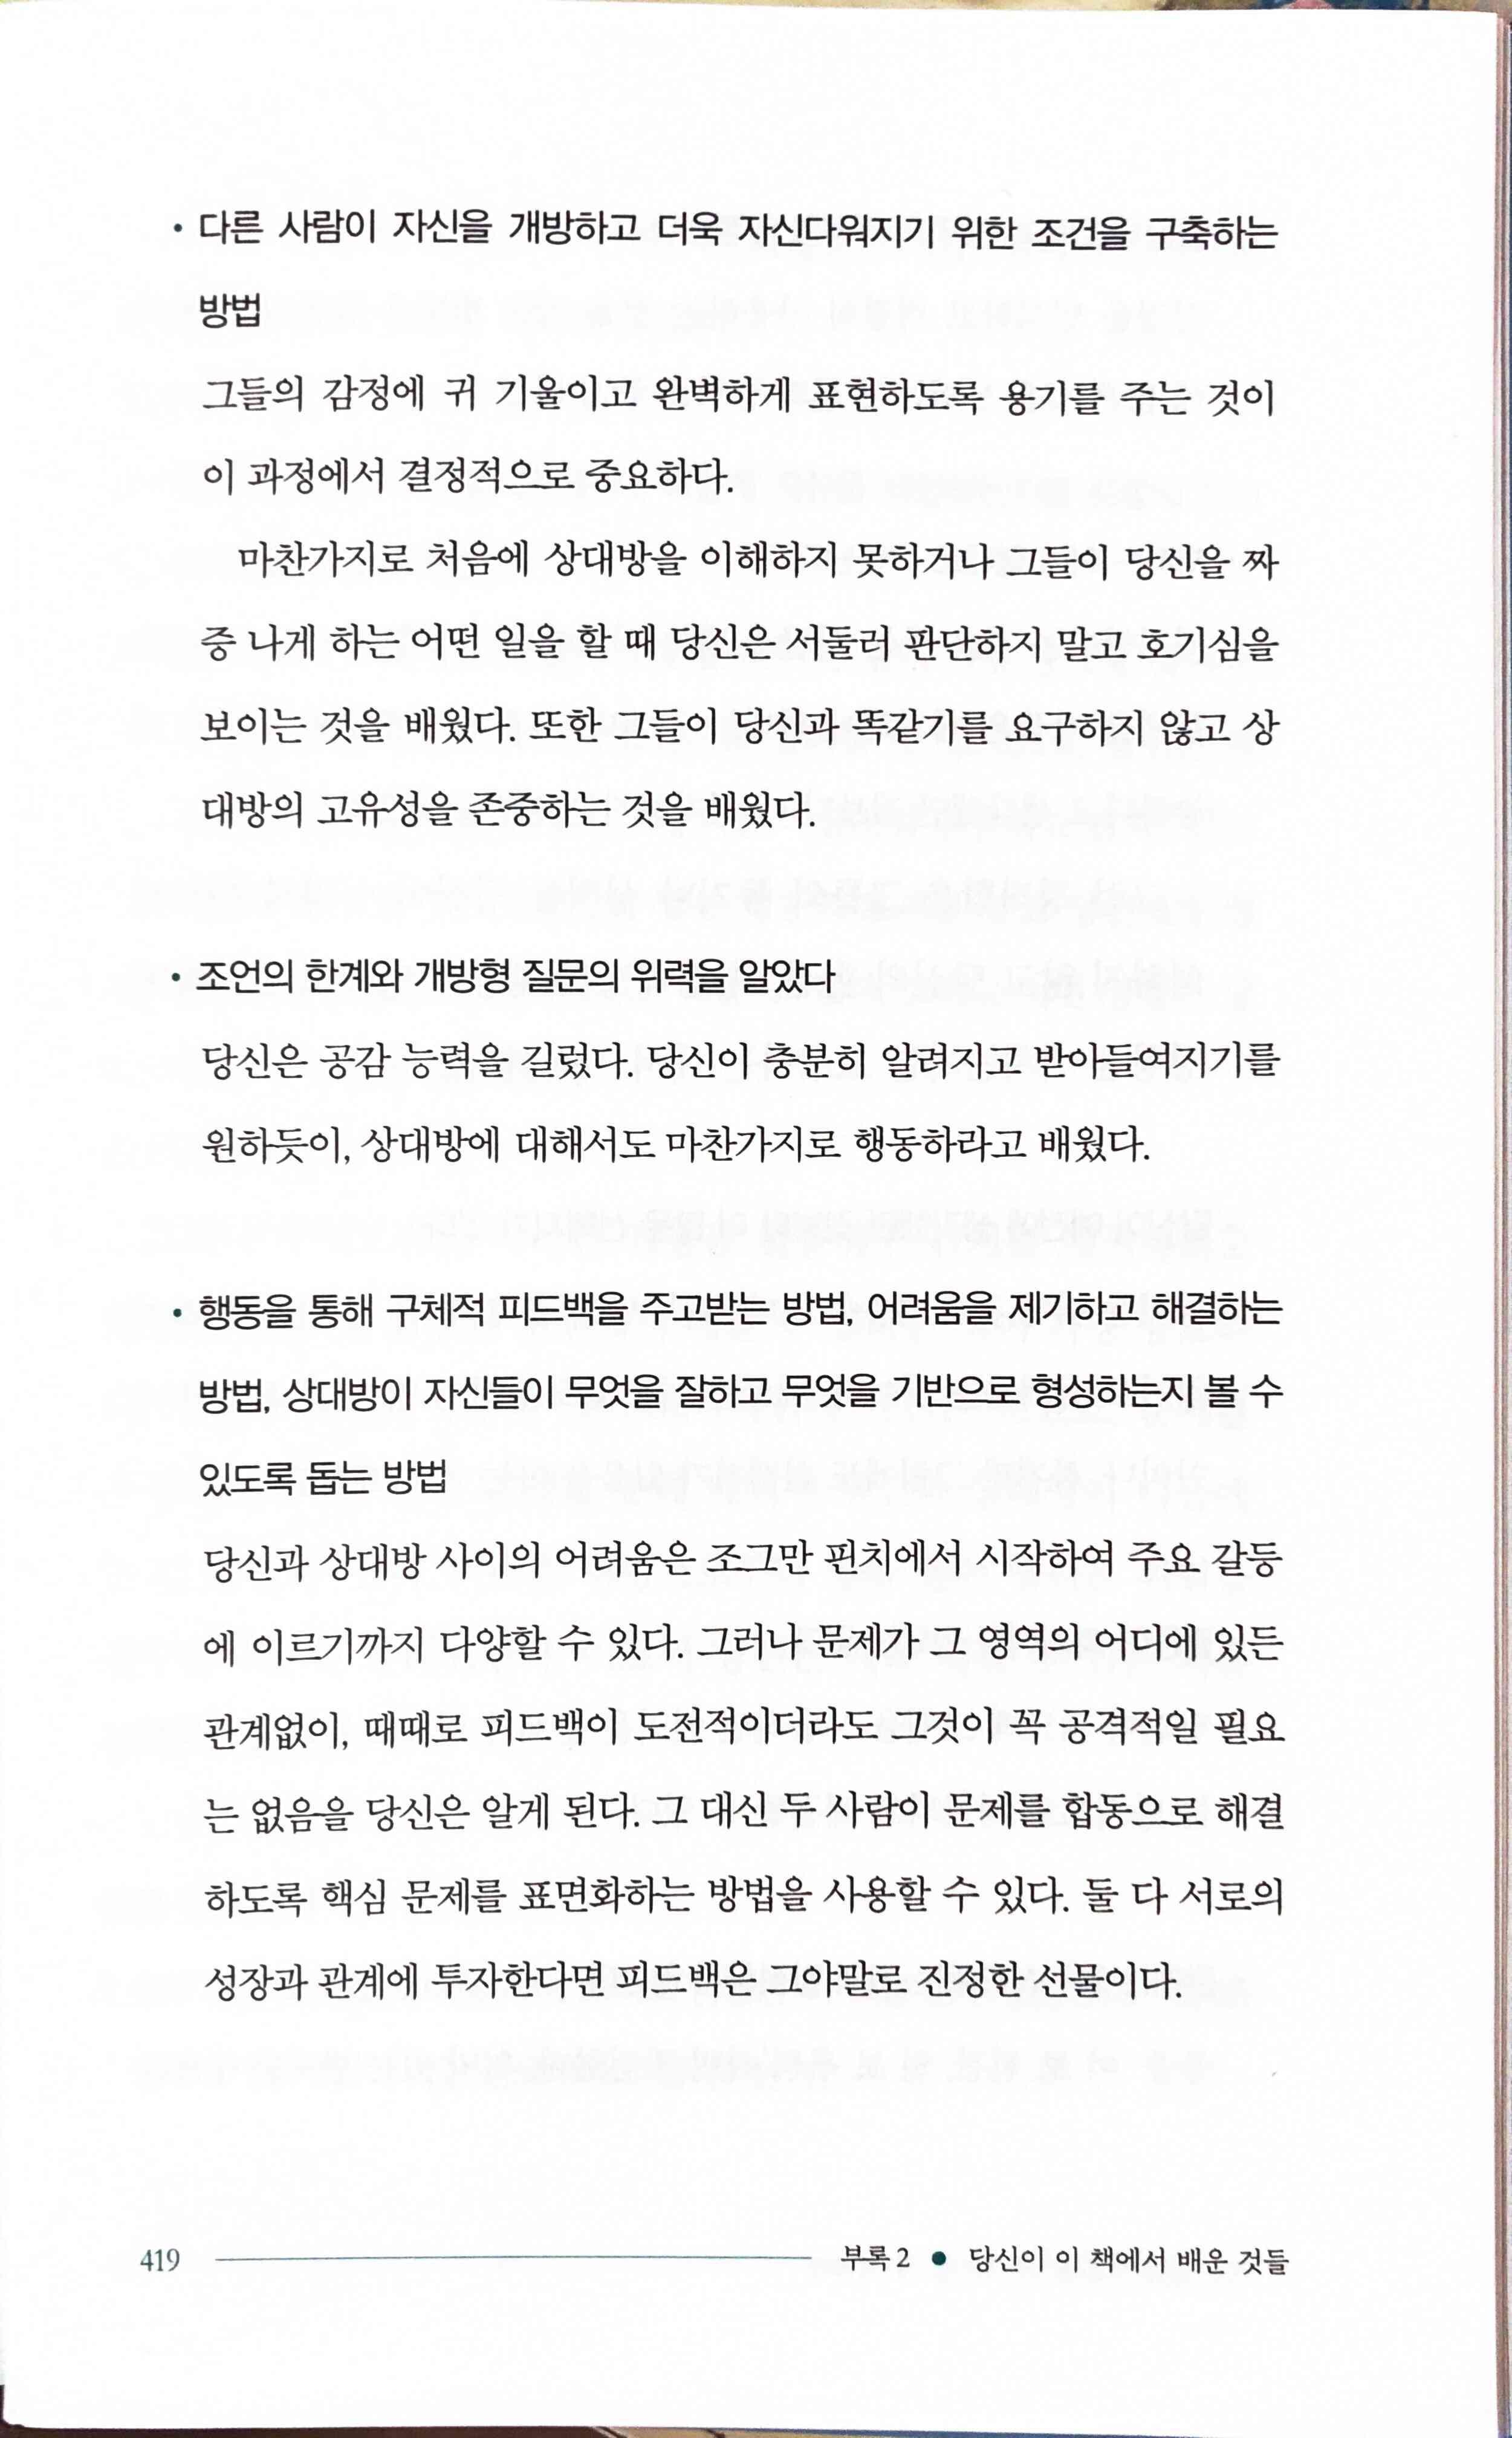 • 다른 사람이 자신을 개방하고 더욱 자신다워지기 위한 조건을 구축하는
방법
그들의 감정에 귀 기울이고 완벽하게 표현하도록 용기를 주는 것이
이 과정에서 결정적으로 중요하다.
마찬가지로 처음에 상대방을 이해하지 못하거나 그들이 당신을 짜
증 나게 하는 어떤 일을 할 때 당신은 서둘러 판단하지 말고 호기심을
보이는 것을 배웠다. 또한 그들이 당신과 똑같기를 요구하지 않고 상
대방의 고유성을 존중하는 것을 배웠다.
• 조언의 한계와 개방형 질문의 위력을 알았다
당신은 공감 능력을 길렀다. 당신이 충분히 알려지고 받아들여지기를
원하듯이, 상대방에 대해서도 마찬가지로 행동하라고 배웠다.
• 행동을 통해 구체적 피드백을 주고받는 방법, 어려움을 제기하고 해결하는
방법, 상대방이 자신들이 무엇을 잘하고 무엇을 기반으로 형성하는지 볼 수
있도록 돕는 방법
당신과 상대방 사이의 어려움은 조그만 핀치에서 시작하여 주요 갈등
에 이르기까지 다양할 수 있다. 그러나 문제가 그 영역의 어디에 있든
관계없이, 때때로 피드백이 도전적이더라도 그것이 꼭 공격적일 필요
는 없음을 당신은 알게 된다. 그 대신 두 사람이 문제를 합동으로 해결
하도록 핵심 문제를 표면화하는 방법을 사용할 수 있다. 둘 다 서로의
성장과 관계에 투자한다면 피드백은 그야말로 진정한 선물이다.
419 부록 2 ● 당신이 이 책에서 배운 것들